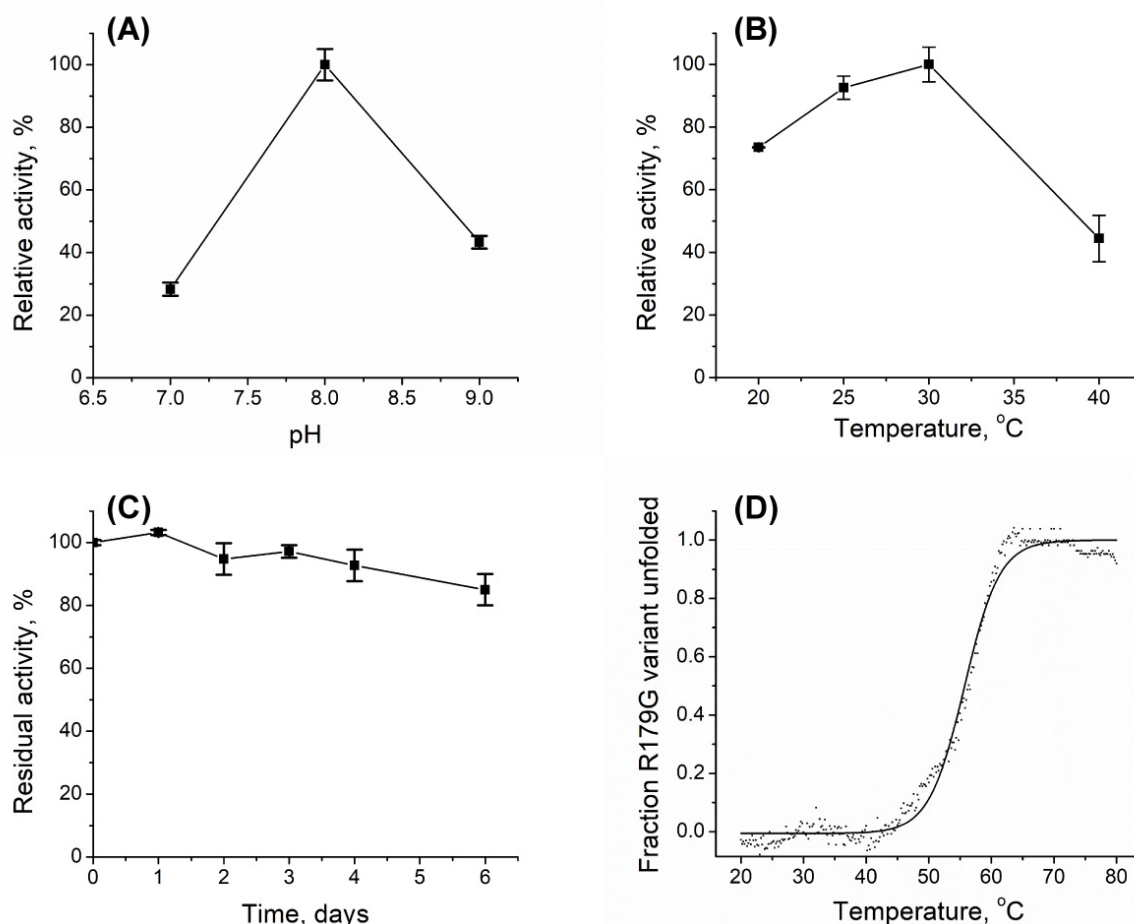 (A)
Relative activity, %
100
80
60
40
20
0
6.5 7.0 7.5 8.0 8.5 9.0
pH
(B)
Relative activity, %
100
80
60
40
20
0
20 25 30 35 40
Temperature, °C
(C)
Residual activity, %
100
80
60
40
20
0
0 1 2 3 4 5 6
Time, days
(D)
Fraction R179G variant unfolded
1.0
0.8
0.6
0.4
0.2
0.0
20 30 40 50 60 70 80
Temperature, °C